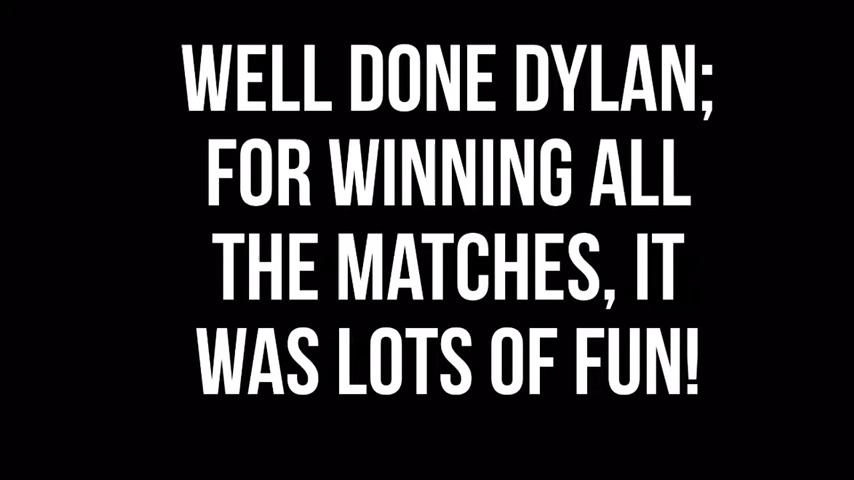 WELL DONE DYLAN;
FOR WINNING ALL
THE MATCHES, IT
WAS LOTS OF FUN!